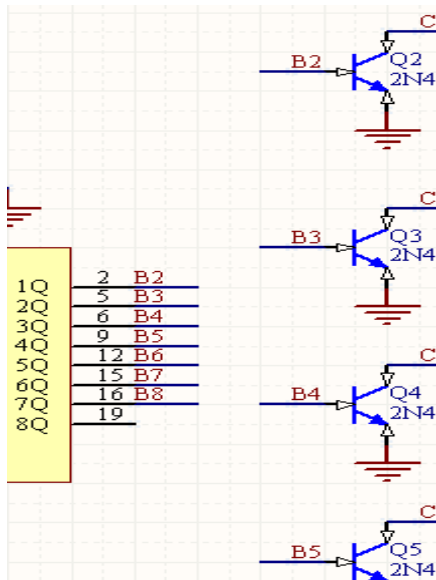 C
B2
Q2
2N4
C
B3
Q3
2N4
1Q 2 B2
2Q 5 B3
3Q 6 B4
4Q 9 B5
5Q 12 B6
6Q 15 B7
7Q 16 B8
8Q 19
C
B4
Q4
2N4
C
B5
Q5
2N4